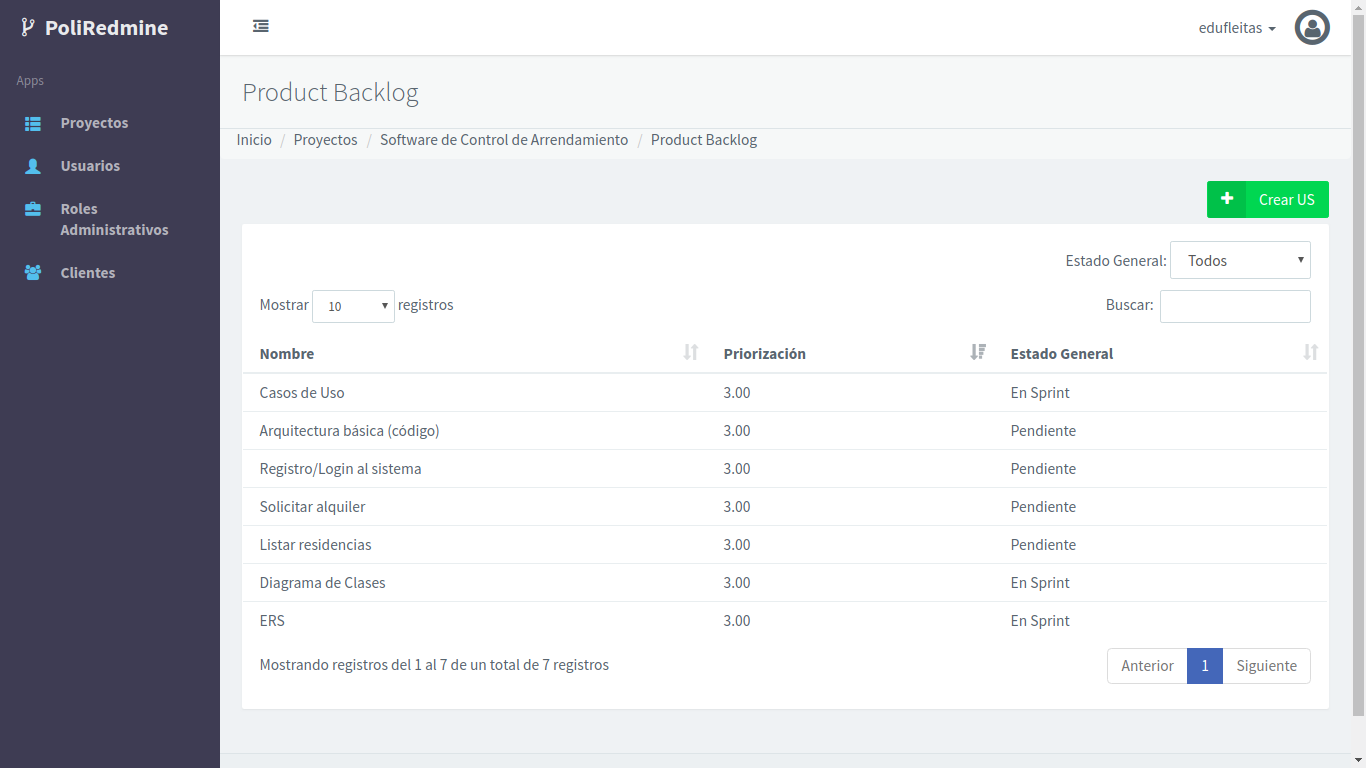 PoliRedmine
edufleitas
Apps
Proyectos
Usuarios
Roles
Administrativos
Clientes
Product Backlog
Inicio / Proyectos / Software de Control de Arrendamiento / Product Backlog
Crear US
Estado General: Todos
Mostrar 10 registros Buscar:
Nombre Priorización Estado General
Casos de Uso 3.00 En Sprint
Arquitectura básica (código) 3.00 Pendiente
Registro/Login al sistema 3.00 Pendiente
Solicitar alquiler 3.00 Pendiente
Listar residencias 3.00 Pendiente
Diagrama de Clases 3.00 En Sprint
ERS 3.00 En Sprint
Mostrando registros del 1 al 7 de un total de 7 registros Anterior 1 Siguiente